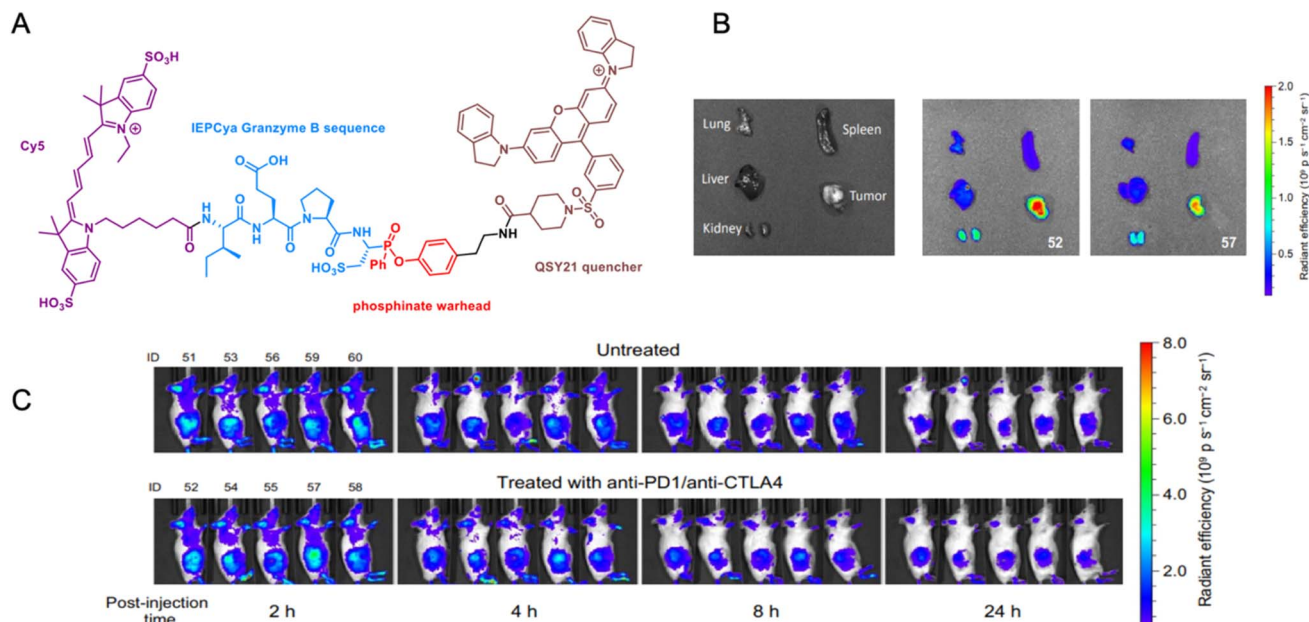 A
SO₃H
Cy5
IEPCya Granzyme B sequence
N
N
HO₃S
O
H
N
O
OH
N
H
O
N
O
H
N
HO₃S
O
P
Ph
O
phosphinate warhead
N
H
O
N
S
O
O
QSY21 quencher
N
O
N
B
Lung
Spleen
Liver
Tumor
Kidney
52
57
2.0
1.5
1.0
0.5
Radiant efficiency (10⁹ p s⁻¹ cm⁻² sr⁻¹)
C
Untreated
ID 51 53 56 59 60
Treated with anti-PD1/anti-CTLA4
ID 52 54 55 57 58
Post-injection
time
2 h 4 h 8 h 24 h
8.0
6.0
4.0
2.0
Radiant efficiency (10⁹ p s⁻¹ cm⁻² sr⁻¹)